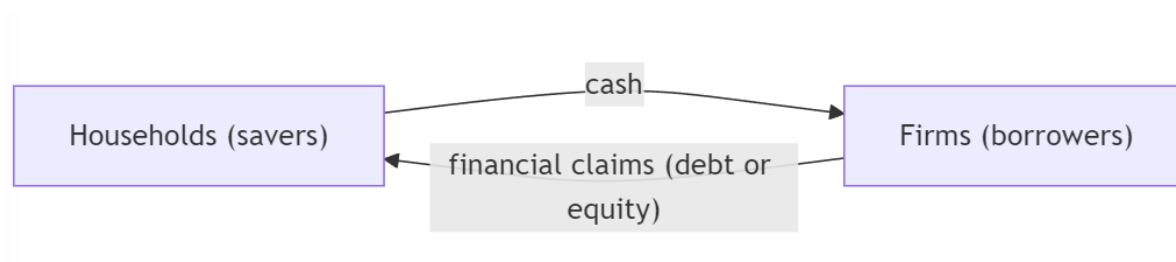 cash
Households (savers)
Firms (borrowers)
financial claims (debt or
equity)